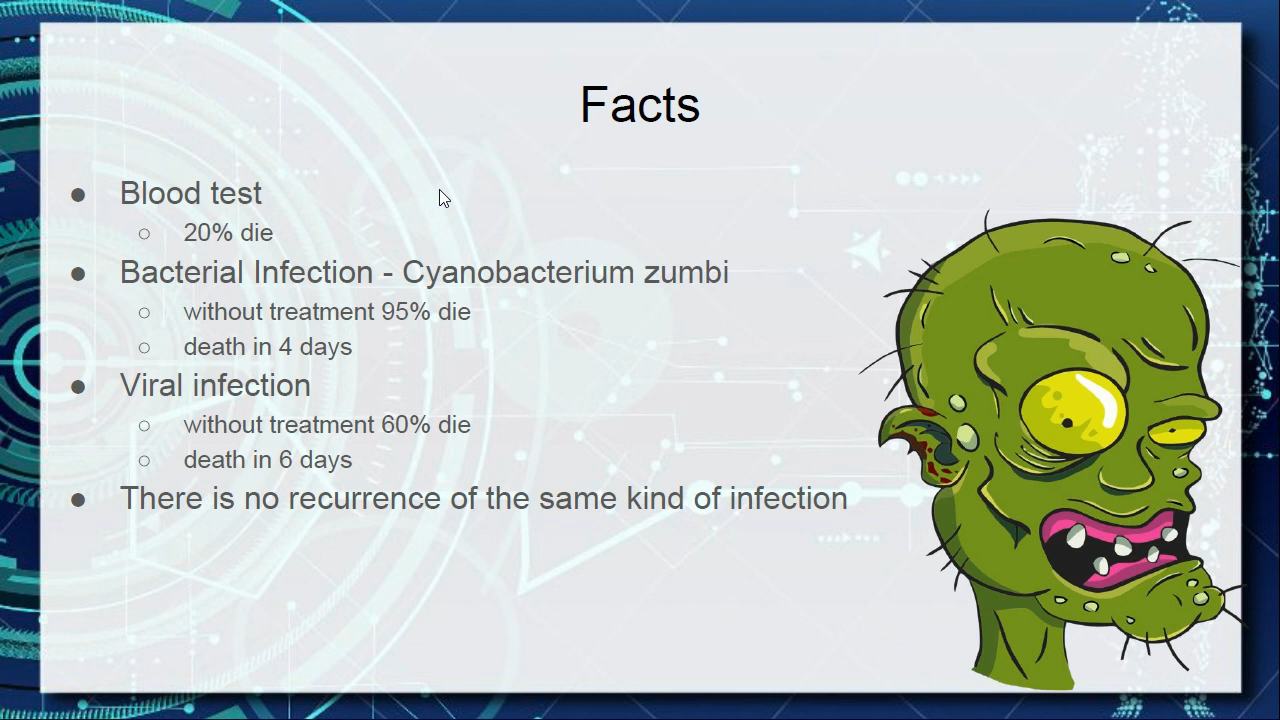 Facts
● Blood test
○ 20% die
● Bacterial Infection - Cyanobacterium zumbi
○ without treatment 95% die
○ death in 4 days
● Viral infection
○ without treatment 60% die
○ death in 6 days
● There is no recurrence of the same kind of infection